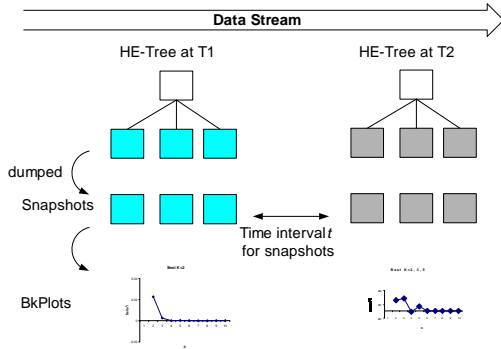 Data Stream
HE-Tree at T1
HE-Tree at T2
dumped
Snapshots
Time interval t
for snapshots
BkPlots
Best K=2
Best K=2, 3, 5